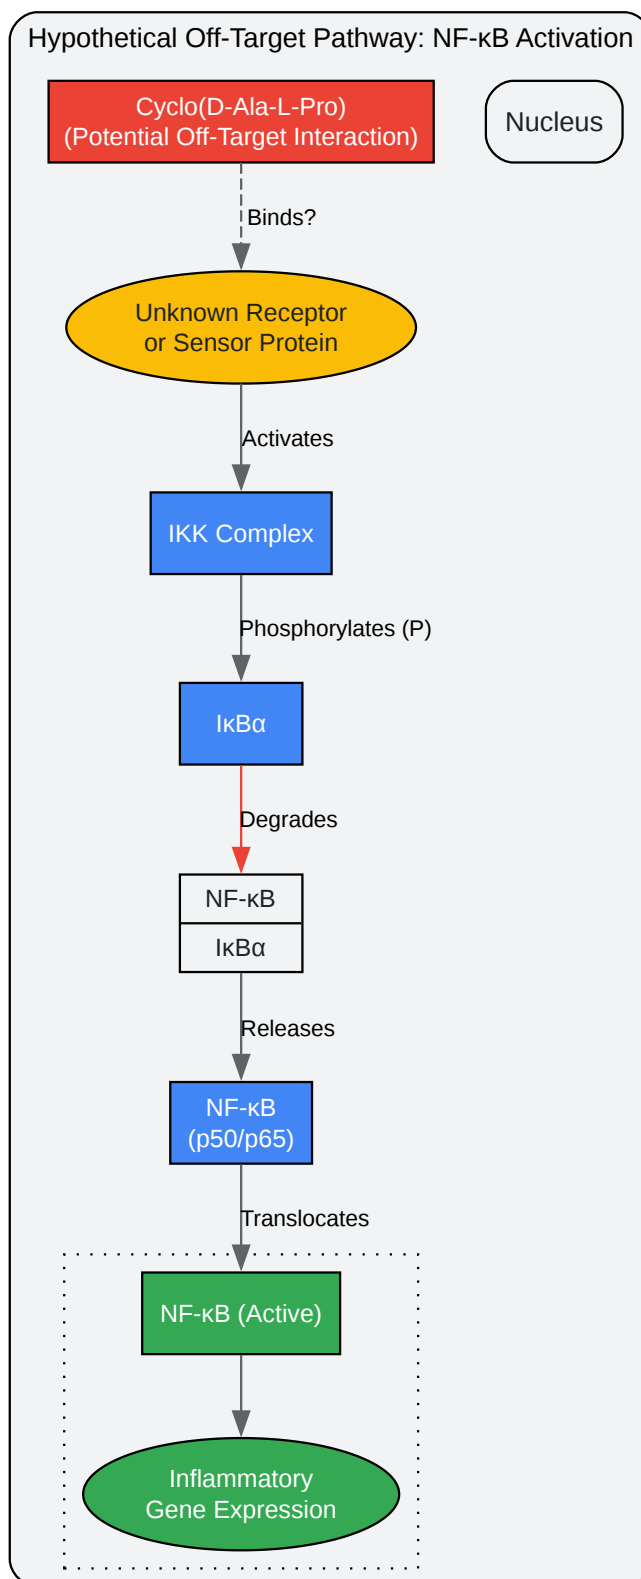 Hypothetical Off-Target Pathway: NF-κB Activation
Cyclo(D-Ala-L-Pro)
(Potential Off-Target Interaction)
Nucleus
Binds?
Unknown Receptor
or Sensor Protein
Activates
IKK Complex
Phosphorylates (P)
IκBα
Degrades
NF-κB
IκBα
Releases
NF-κB
(p50/p65)
Translocates
NF-κB (Active)
Inflammatory
Gene Expression